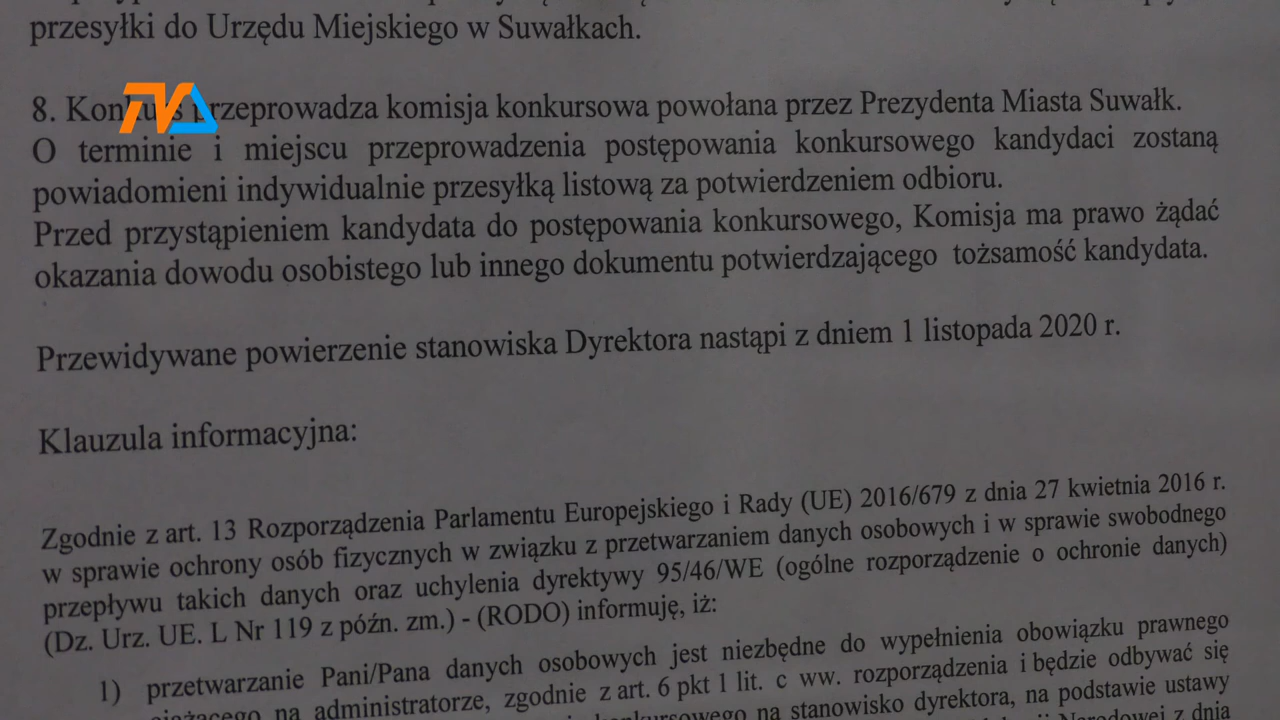 przesyłki do Urzędu Miejskiego w Suwałkach.
TVA
8. Konkurs przeprowadza komisja konkursowa powołana przez Prezydenta Miasta Suwałk.
O terminie i miejscu przeprowadzenia postępowania konkursowego kandydaci zostaną
powiadomieni indywidualnie przesyłką listową za potwierdzeniem odbioru.
Przed przystąpieniem kandydata do postępowania konkursowego, Komisja ma prawo żądać
okazania dowodu osobistego lub innego dokumentu potwierdzającego tożsamość kandydata.
Przewidywane powierzenie stanowiska Dyrektora nastąpi z dniem 1 listopada 2020 r.
Klauzula informacyjna:
Zgodnie z art. 13 Rozporządzenia Parlamentu Europejskiego i Rady (UE) 2016/679 z dnia 27 kwietnia 2016 r.
w sprawie ochrony osób fizycznych w związku z przetwarzaniem danych osobowych i w sprawie swobodnego
przepływu takich danych oraz uchylenia dyrektywy 95/46/WE (ogólne rozporządzenie o ochronie danych)
(Dz. Urz. UE. L Nr 119 z późn. zm.) - (RODO) informuję, iż:
1) przetwarzanie Pani/Pana danych osobowych jest niezbędne do wypełnienia obowiązku prawnego
na administratorze, zgodnie z art. 6 pkt 1 lit. c ww. rozporządzenia i będzie odbywać się
konkursowego na stanowisko dyrektora, na podstawie ustawy
Narodowej z dnia